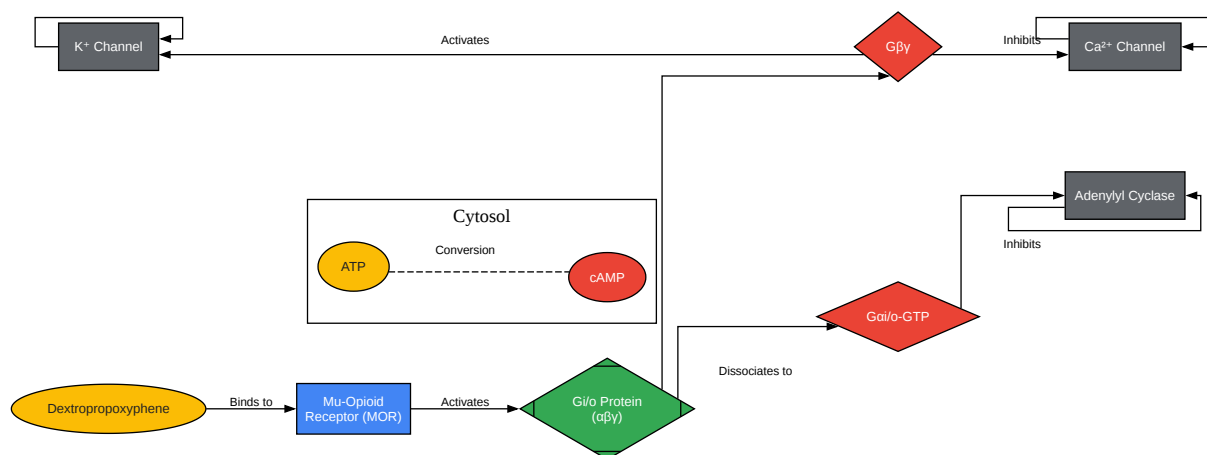 K⁺ Channel
Activates
Gβγ
Inhibits
Ca²⁺ Channel
Adenylyl Cyclase
Inhibits
Cytosol
Conversion
ATP
cAMP
Gαi/o-GTP
Dissociates to
Dextropropoxyphene
Binds to
Mu-Opioid
Receptor (MOR)
Activates
Gi/o Protein
(αβγ)